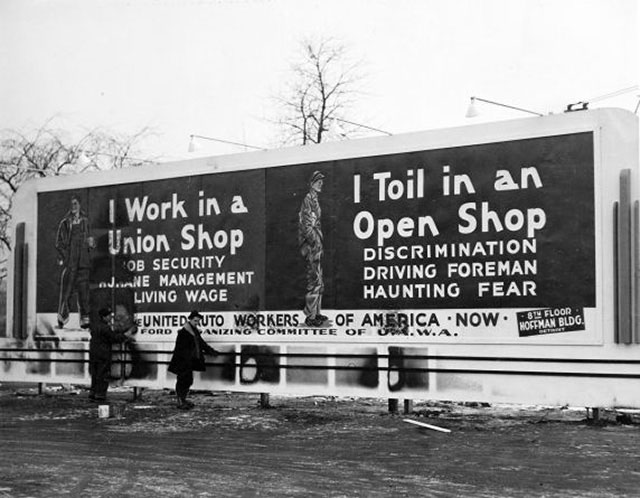 I Work in a
Union Shop
JOB SECURITY
HUMANE MANAGEMENT
LIVING WAGE
I Toil in an
Open Shop
DISCRIMINATION
DRIVING FOREMAN
HAUNTING FEAR
UNITED AUTO WORKERS OF AMERICA · NOW ·
FORD ORGANIZING COMMITTEE OF U.A.W.A.
8TH FLOOR
HOFFMAN BLDG.
DETROIT